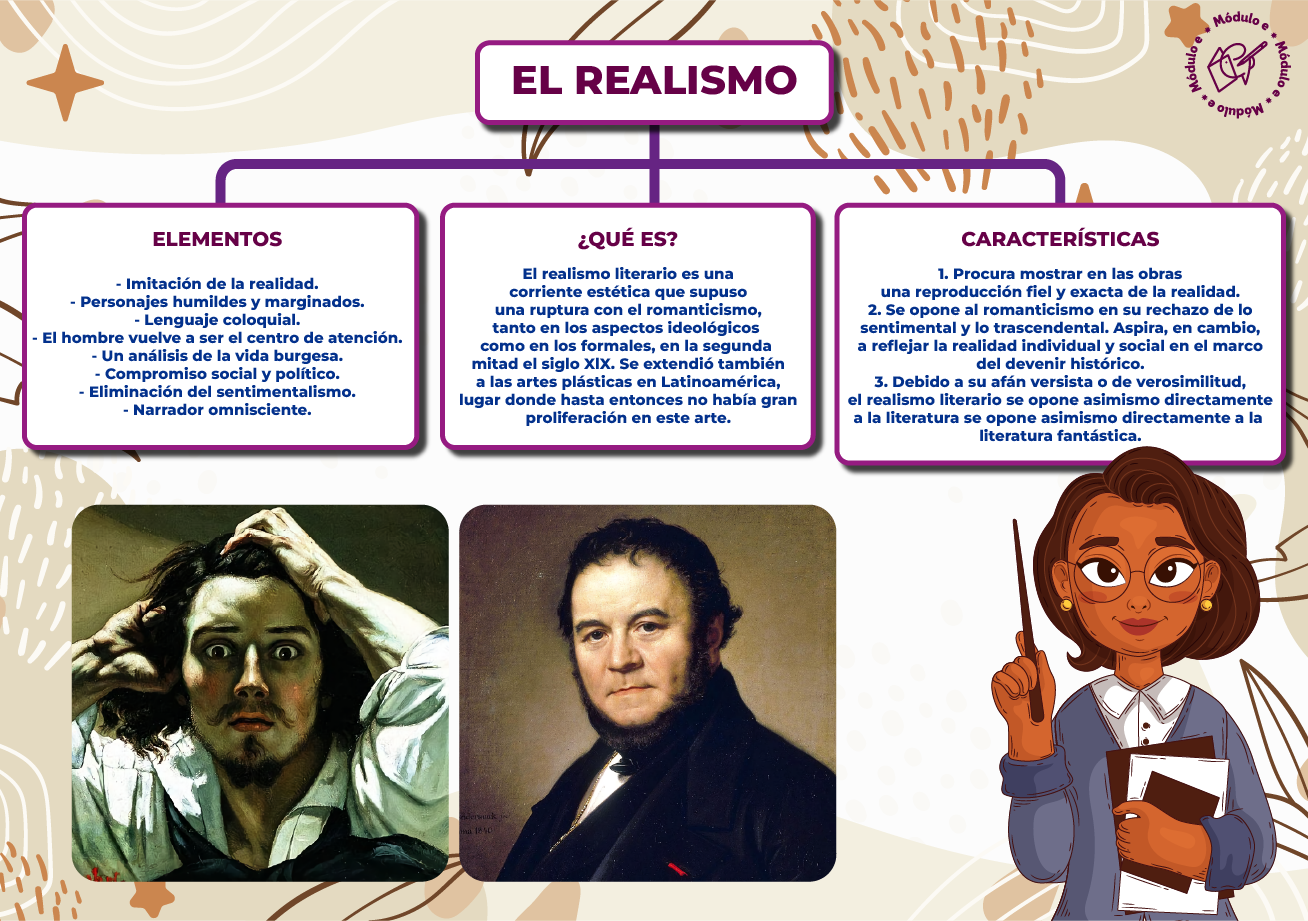 Módulo e * Módulo e * Módulo e * Módulo e *
EL REALISMO
ELEMENTOS
- Imitación de la realidad.
- Personajes humildes y marginados.
- Lenguaje coloquial.
- El hombre vuelve a ser el centro de atención.
- Un análisis de la vida burgesa.
- Compromiso social y político.
- Eliminación del sentimentalismo.
- Narrador omnisciente.
¿QUÉ ES?
El realismo literario es una
corriente estética que supuso
una ruptura con el romanticismo,
tanto en los aspectos ideológicos
como en los formales, en la segunda
mitad el siglo XlX. Se extendió también
a las artes plásticas en Latinoamérica,
lugar donde hasta entonces no había gran
proliferación en este arte.
CARACTERÍSTICAS
1. Procura mostrar en las obras
una reproducción fiel y exacta de la realidad.
2. Se opone al romanticismo en su rechazo de lo
sentimental y lo trascendental. Aspira, en cambio,
a reflejar la realidad individual y social en el marco
del devenir histórico.
3. Debido a su afán versista o de verosimilitud,
el realismo literario se opone asimismo directamente
a la literatura se opone asimismo directamente a la
literatura fantástica.
1840